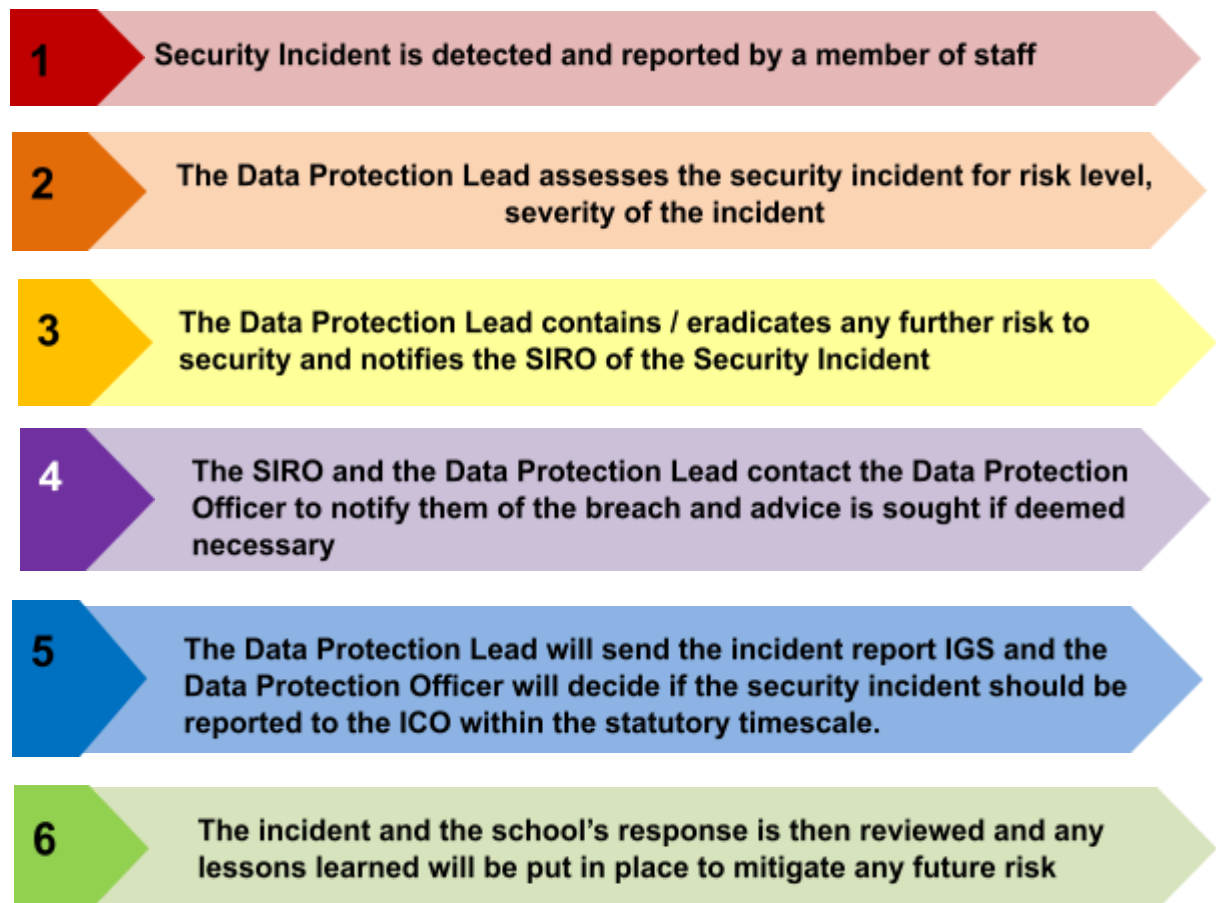 1
Security Incident is detected and reported by a member of staff
2
The Data Protection Lead assesses the security incident for risk level,
severity of the incident
3
The Data Protection Lead contains / eradicates any further risk to
security and notifies the SIRO of the Security Incident
4
The SIRO and the Data Protection Lead contact the Data Protection
Officer to notify them of the breach and advice is sought if deemed
necessary
5
The Data Protection Lead will send the incident report IGS and the
Data Protection Officer will decide if the security incident should be
reported to the ICO within the statutory timescale.
6
The incident and the school’s response is then reviewed and any
lessons learned will be put in place to mitigate any future risk